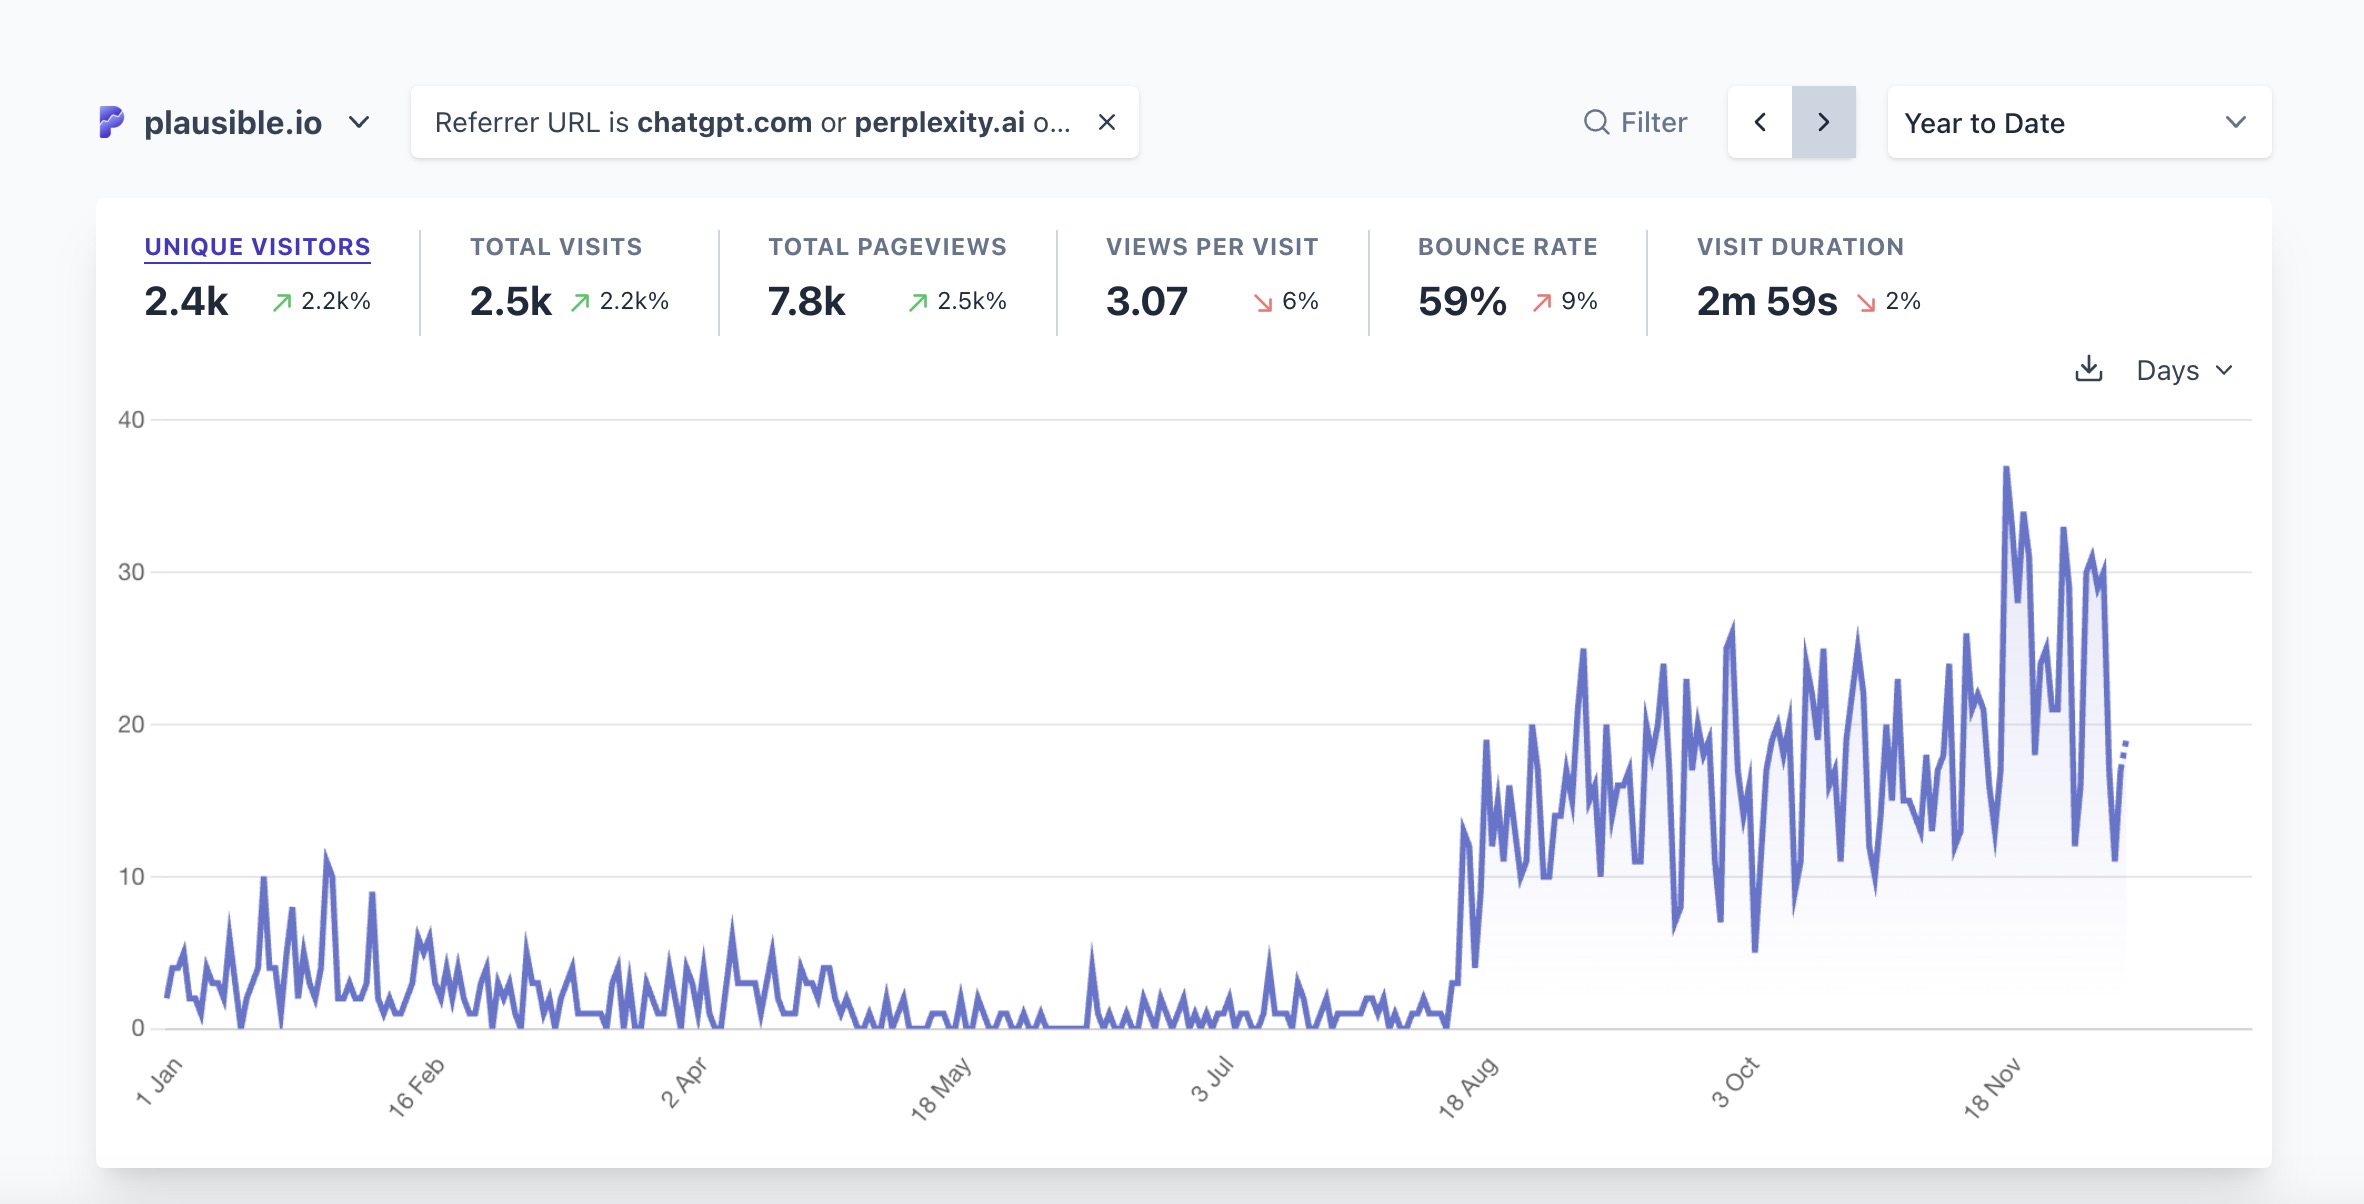 plausible.io
Referrer URL is chatgpt.com or perplexity.ai o...
Filter
Year to Date
UNIQUE VISITORS
2.4k 2.2k%
TOTAL VISITS
2.5k 2.2k%
TOTAL PAGEVIEWS
7.8k 2.5k%
VIEWS PER VISIT
3.07 6%
BOUNCE RATE
59% 9%
VISIT DURATION
2m 59s 2%
Days
40
30
20
10
0
1 Jan
16 Feb
2 Apr
18 May
3 Jul
18 Aug
3 Oct
18 Nov